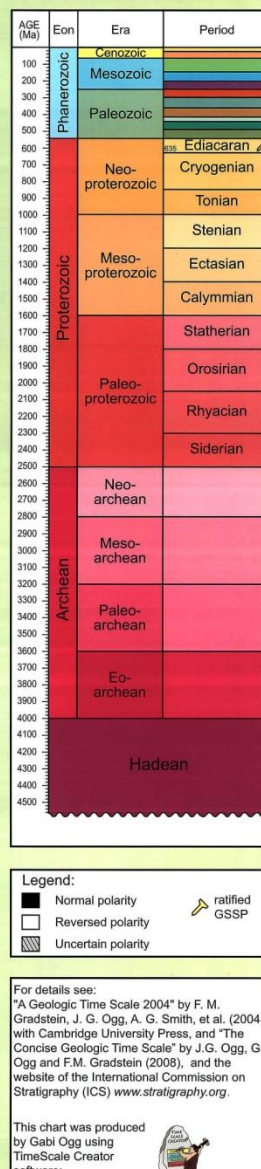 AGE (Ma) Eon Era Period
Phanerozoic
Cenozoic
Mesozoic
Paleozoic
100
200
300
400
500
600
700
800
900
1000
1100
1200
1300
1400
1500
1600
1700
1800
1900
2000
2100
2200
2300
2400
2500
2600
2700
2800
2900
3000
3100
3200
3300
3400
3500
3600
3700
3800
3900
4000
4100
4200
4300
4400
4500
Proterozoic
Neo-
proterozoic
Meso-
proterozoic
Paleo-
proterozoic
635 Ediacaran
Cryogenian
Tonian
Stenian
Ectasian
Calymmian
Statherian
Orosirian
Rhyacian
Siderian
Archean
Neo-
archean
Meso-
archean
Paleo-
archean
Eo-
archean
Hadean
Legend:
Normal polarity
Reversed polarity
Uncertain polarity
ratified
GSSP
For details see:
"A Geologic Time Scale 2004" by F. M.
Gradstein, J. G. Ogg, A. G. Smith, et al. (2004
with Cambridge University Press, and "The
Concise Geologic Time Scale" by J.G. Ogg, G
Ogg and F.M. Gradstein (2008), and the
website of the International Commission on
Stratigraphy (ICS) www.stratigraphy.org.
This chart was produced
by Gabi Ogg using
TimeScale Creator
TIME
SCALE
CREATOR